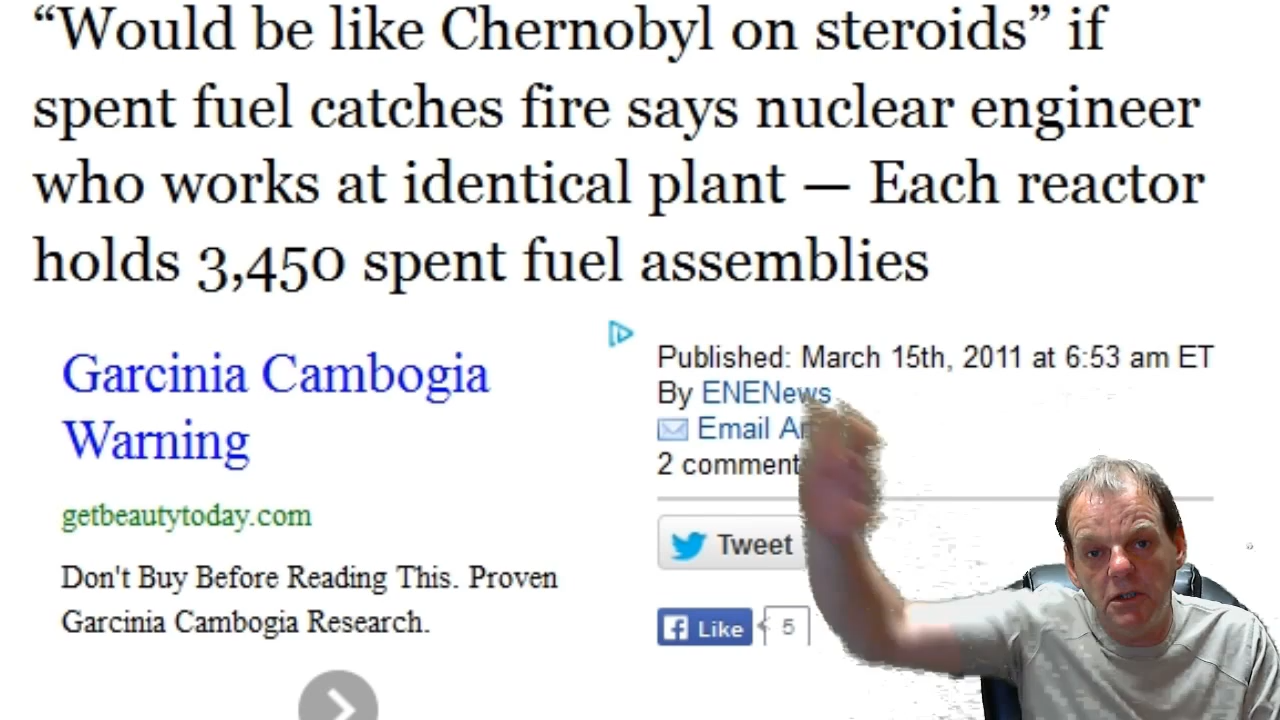 “Would be like Chernobyl on steroids” if
spent fuel catches fire says nuclear engineer
who works at identical plant — Each reactor
holds 3,450 spent fuel assemblies
Garcinia Cambogia
Warning
getbeautytoday.com
Don't Buy Before Reading This. Proven
Garcinia Cambogia Research.
Published: March 15th, 2011 at 6:53 am ET
By ENENews
Email
2 comment
Tweet
Like
5